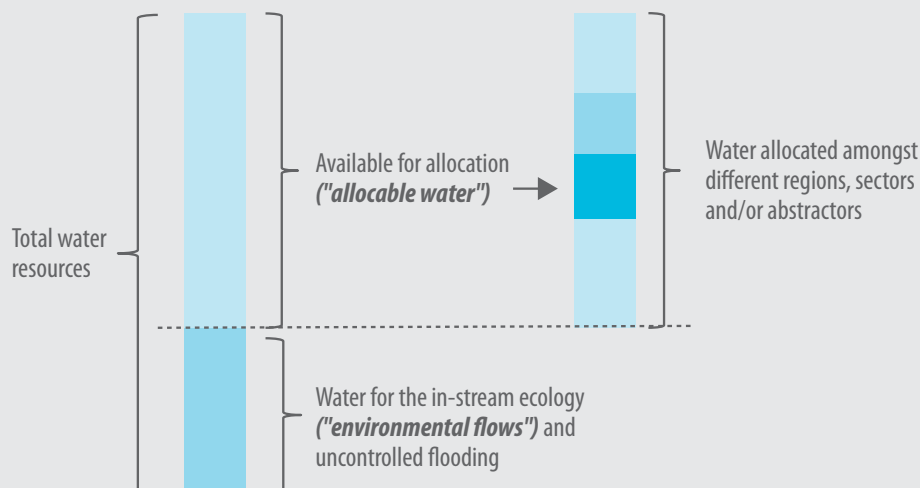 Total water
resources
Available for allocation
("allocable water")
Water allocated amongst
different regions, sectors
and/or abstractors
Water for the in-stream ecology
("environmental flows") and
uncontrolled flooding